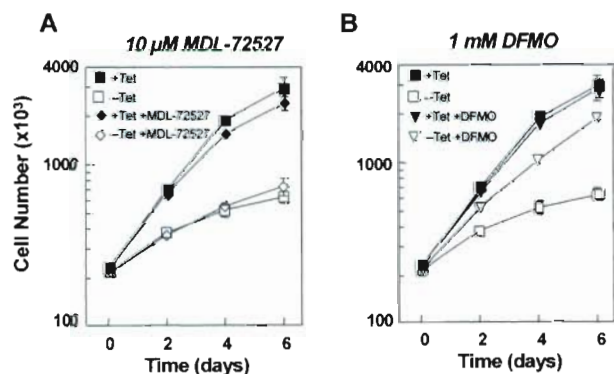 A
10 µM MDL-72527
4000
1000
100
Cell Number (x10³)
+Tet
−Tet
+Tet +MDL-72527
−Tet +MDL-72527
0 2 4 6
Time (days)
B
1 mM DFMO
4000
1000
100
+Tet
−Tet
+Tet +DFMO
−Tet +DFMO
0 2 4 6
Time (days)